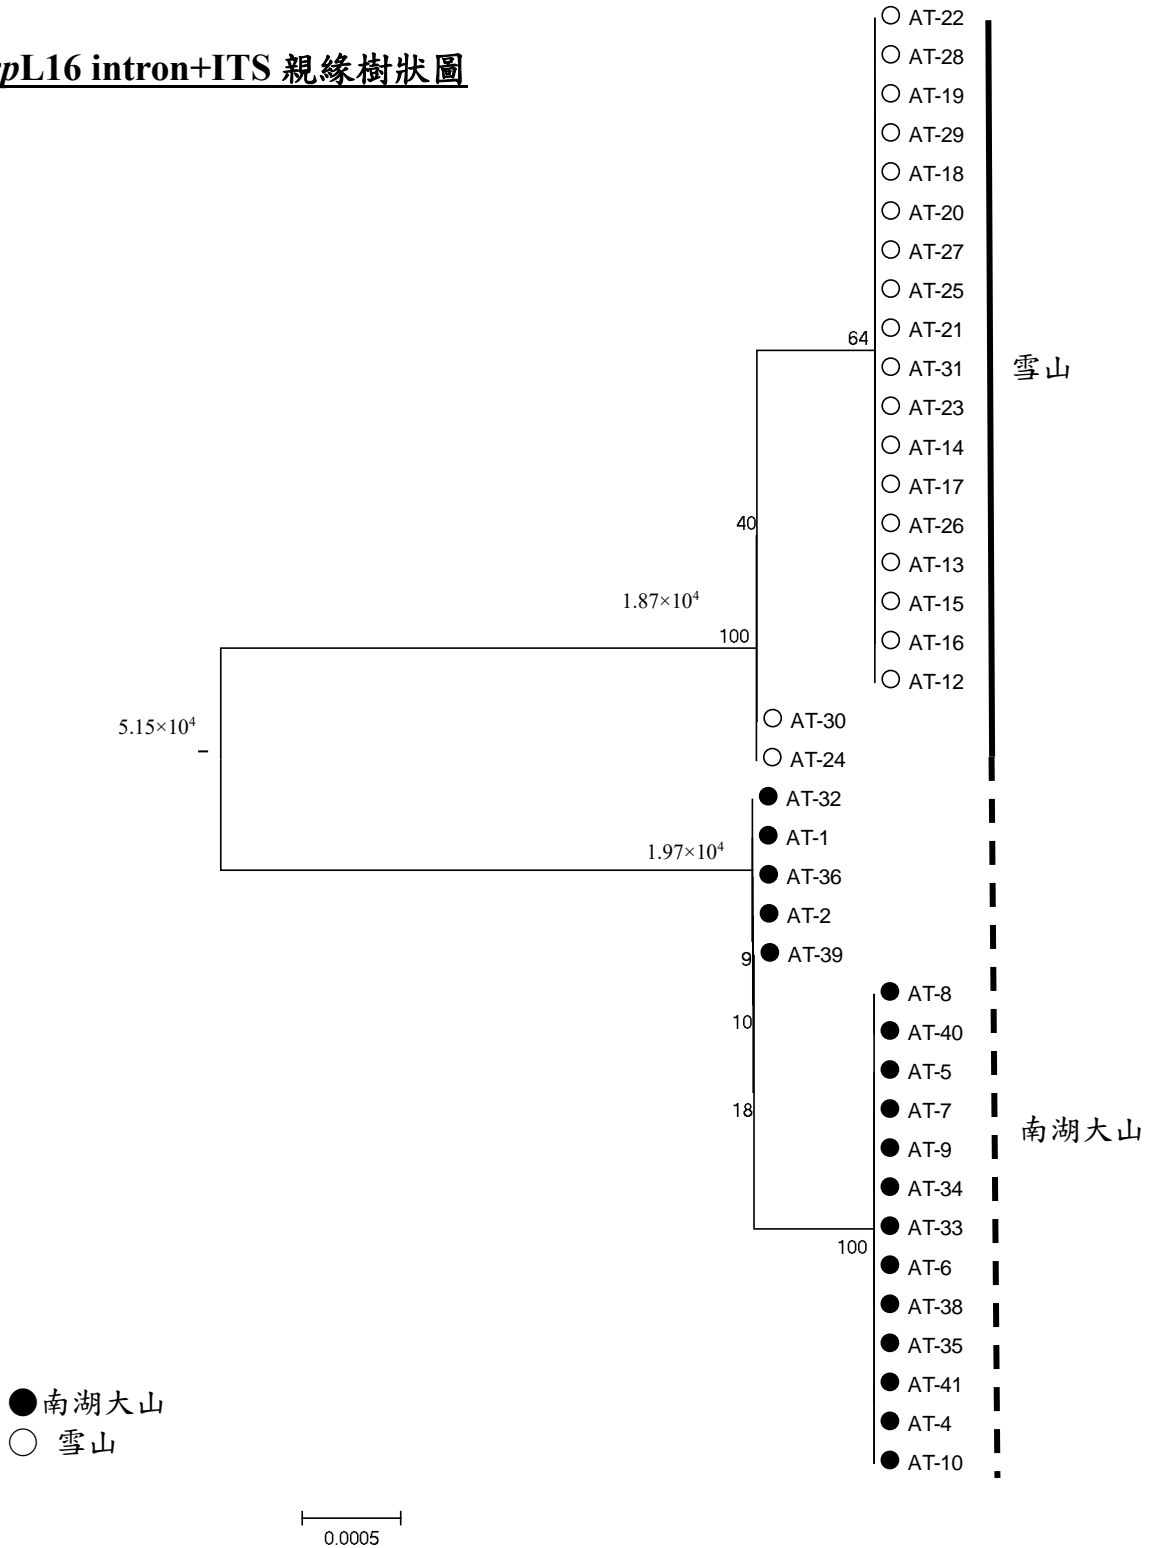 pL16 intron+ITS 親緣樹狀圖
AT-22
AT-28
AT-19
AT-29
AT-18
AT-20
AT-27
AT-25
AT-21
64
AT-31
雪山
AT-23
AT-14
AT-17
40
AT-26
AT-13
1.87×10⁴
AT-15
100
AT-16
AT-12
5.15×10⁴
AT-30
AT-24
AT-32
AT-1
1.97×10⁴
AT-36
AT-2
9
AT-39
AT-8
10
AT-40
AT-5
18
AT-7
南湖大山
AT-9
AT-34
AT-33
100
AT-6
AT-38
AT-35
AT-41
AT-4
AT-10
●南湖大山
○ 雪山
0.0005